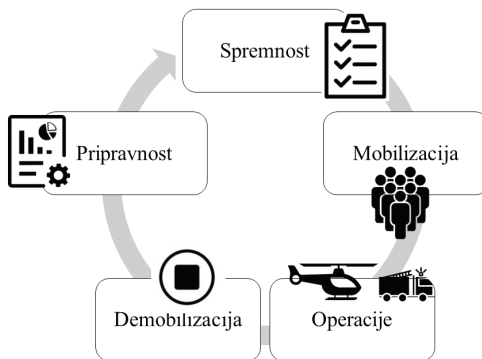 Spremnost
Mobilizacija
Operacije
Demobilizacija
Pripravnost